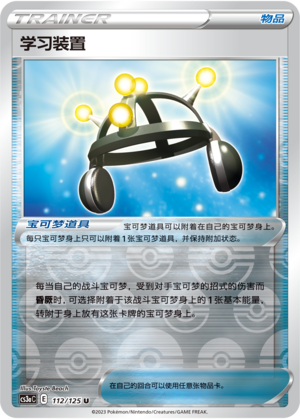 TRAINER 物品
学习装置
宝可梦道具
宝可梦道具可以附着在自己的宝可梦身上。
每只宝可梦身上只可以附着1张宝可梦道具，并保持附加状态。
每当自己的战斗宝可梦，受到对手宝可梦的招式的伤害而
昏厥时，可选择附着于该战斗宝可梦身上的1张基本能量，
转附于身上放有这张卡牌的宝可梦身上。
Illus. Toyste Beach
在自己的回合可以使用任意张物品卡。
CS3aC C 112/125 U
©2023 Pokémon/Nintendo/Creatures/GAME FREAK.